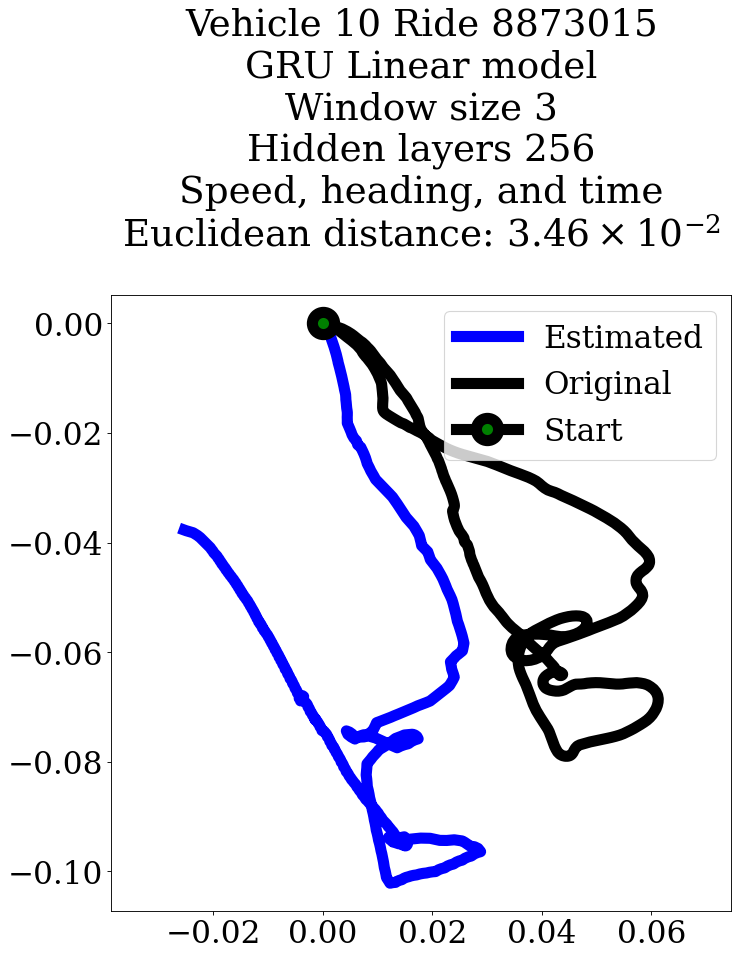 Vehicle 10 Ride 8873015
GRU Linear model
Window size 3
Hidden layers 256
Speed, heading, and time
Euclidean distance: 3.46 × 10⁻²
Estimated
Original
Start
0.00
−0.02
−0.04
−0.06
−0.08
−0.10
−0.02 0.00 0.02 0.04 0.06